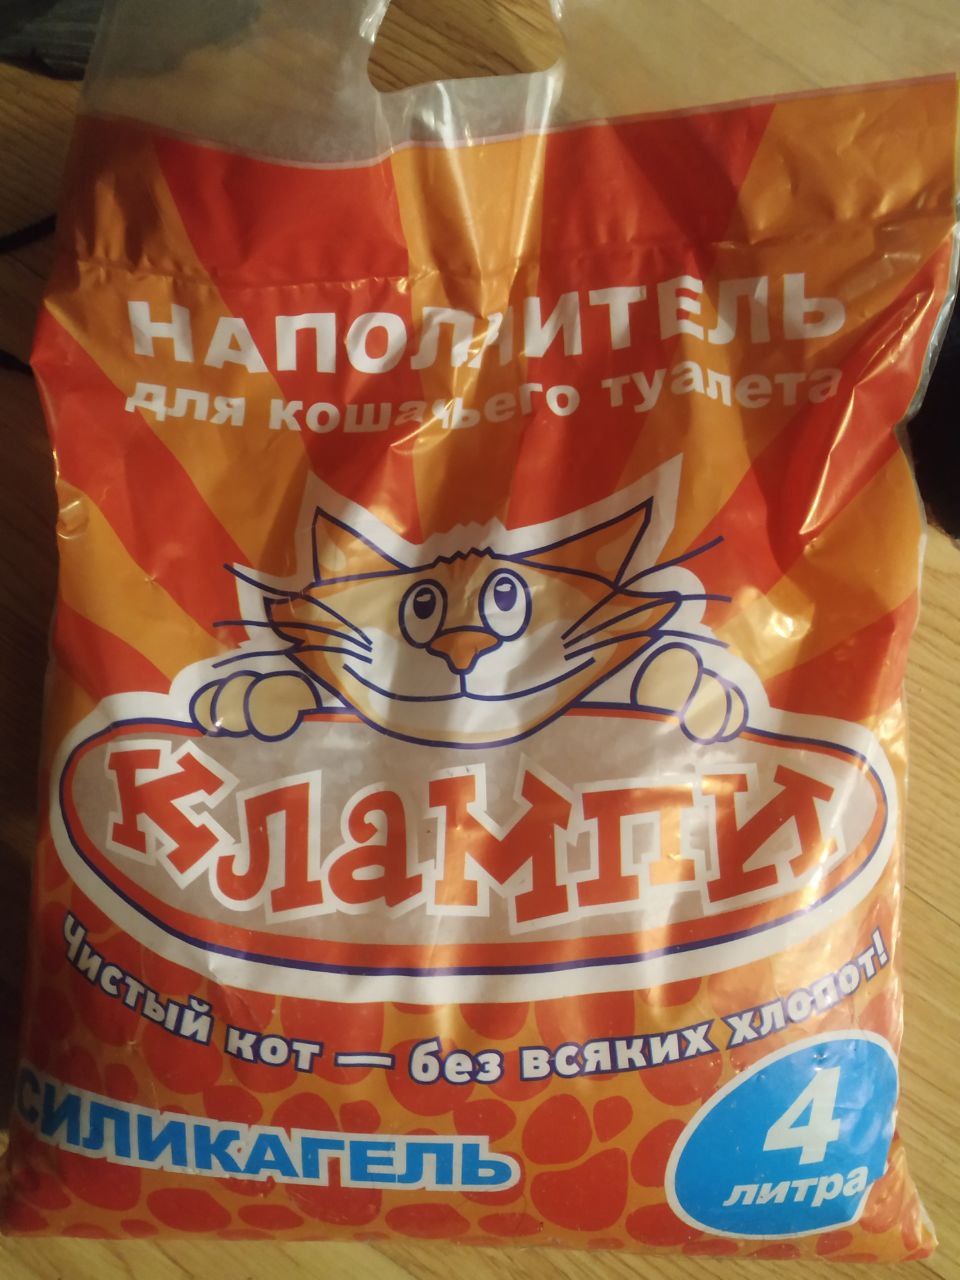 НАПОЛНИТЕЛЬ
для кошачьего туалета
Клампи
Чистый кот — без всяких хлопот!
СИЛИКАГЕЛЬ
4
литра